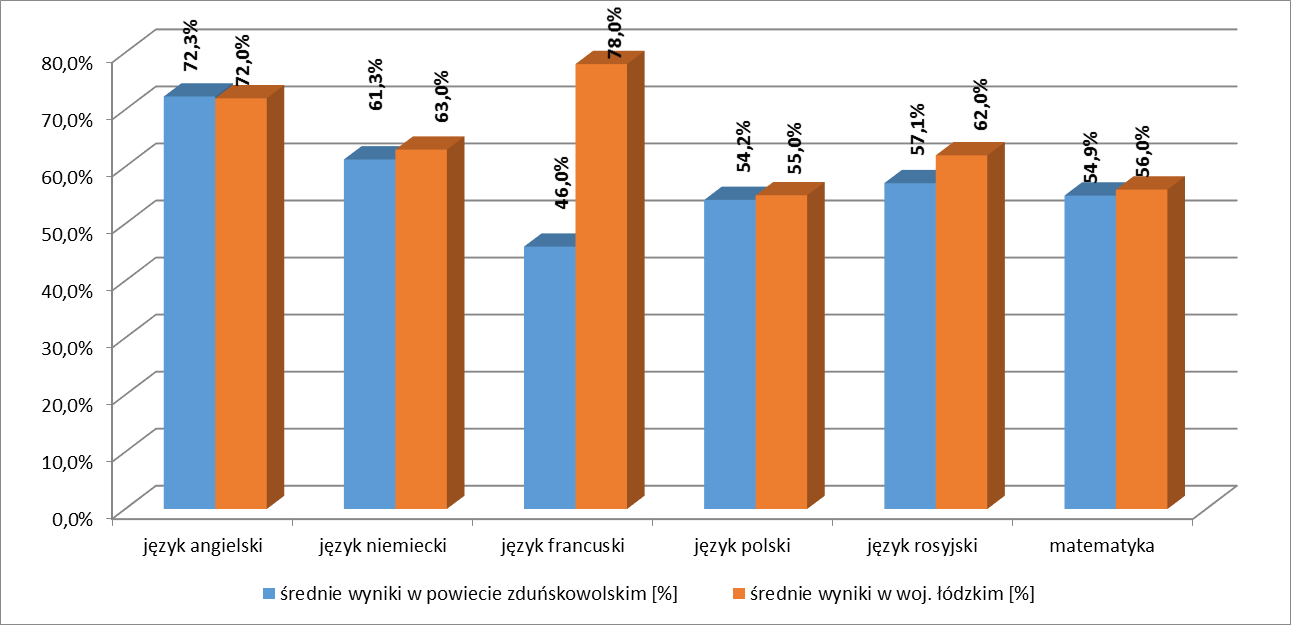 80,0%
70,0%
60,0%
50,0%
40,0%
30,0%
20,0%
10,0%
0,0%
72,3%
72,0%
61,3%
63,0%
46,0%
78,0%
54,2%
55,0%
57,1%
62,0%
54,9%
56,0%
język angielski
język niemiecki
język francuski
język polski
język rosyjski
matematyka
średnie wyniki w powiecie zduńskowolskim [%]
średnie wyniki w woj. łódzkim [%]